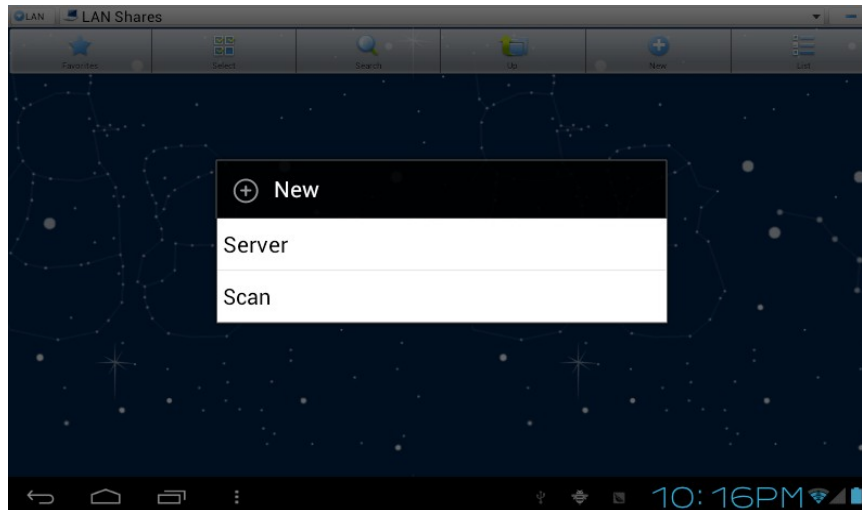 LAN LAN Shares
Favorites Select Search Up New List
New
Server
Scan
10:16PM